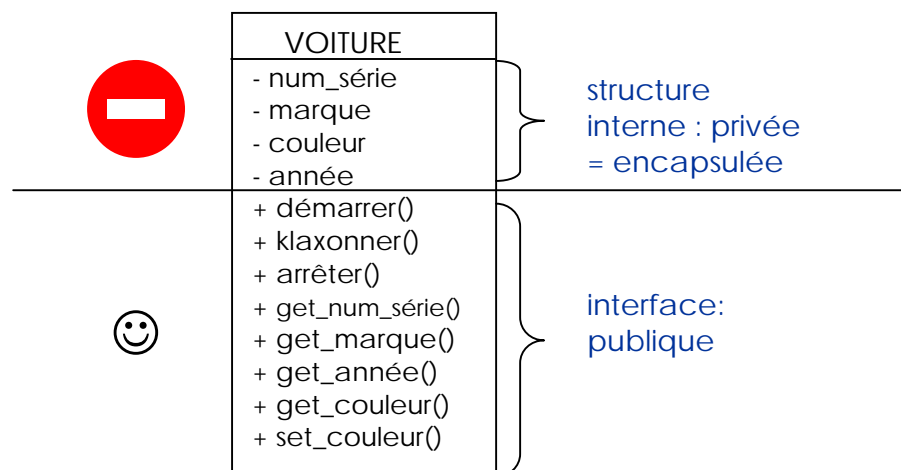 VOITURE
- num_série
- marque
- couleur
- année
structure
interne : privée
= encapsulée
+ démarrer()
+ klaxonner()
+ arrêter()
+ get_num_série()
+ get_marque()
+ get_année()
+ get_couleur()
+ set_couleur()
interface:
publique